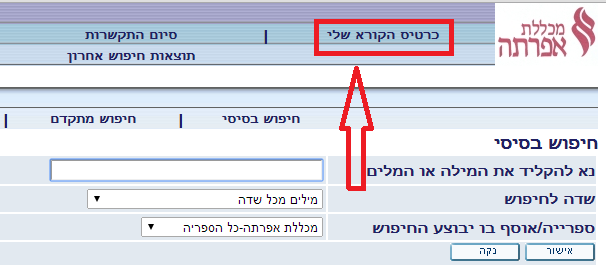 מכללת
אפרתה
כרטיס הקורא שלי | סיום התקשרות
תוצאות חיפוש אחרון
חיפוש בסיסי | חיפוש מתקדם |
חיפוש בסיסי
נא להקליד את המילה או המלים
שדה לחיפוש מילים מכל שדה
ספרייה/אוסף בו יבוצע החיפוש מכללת אפרתה-כל הספריה
אישור נקה